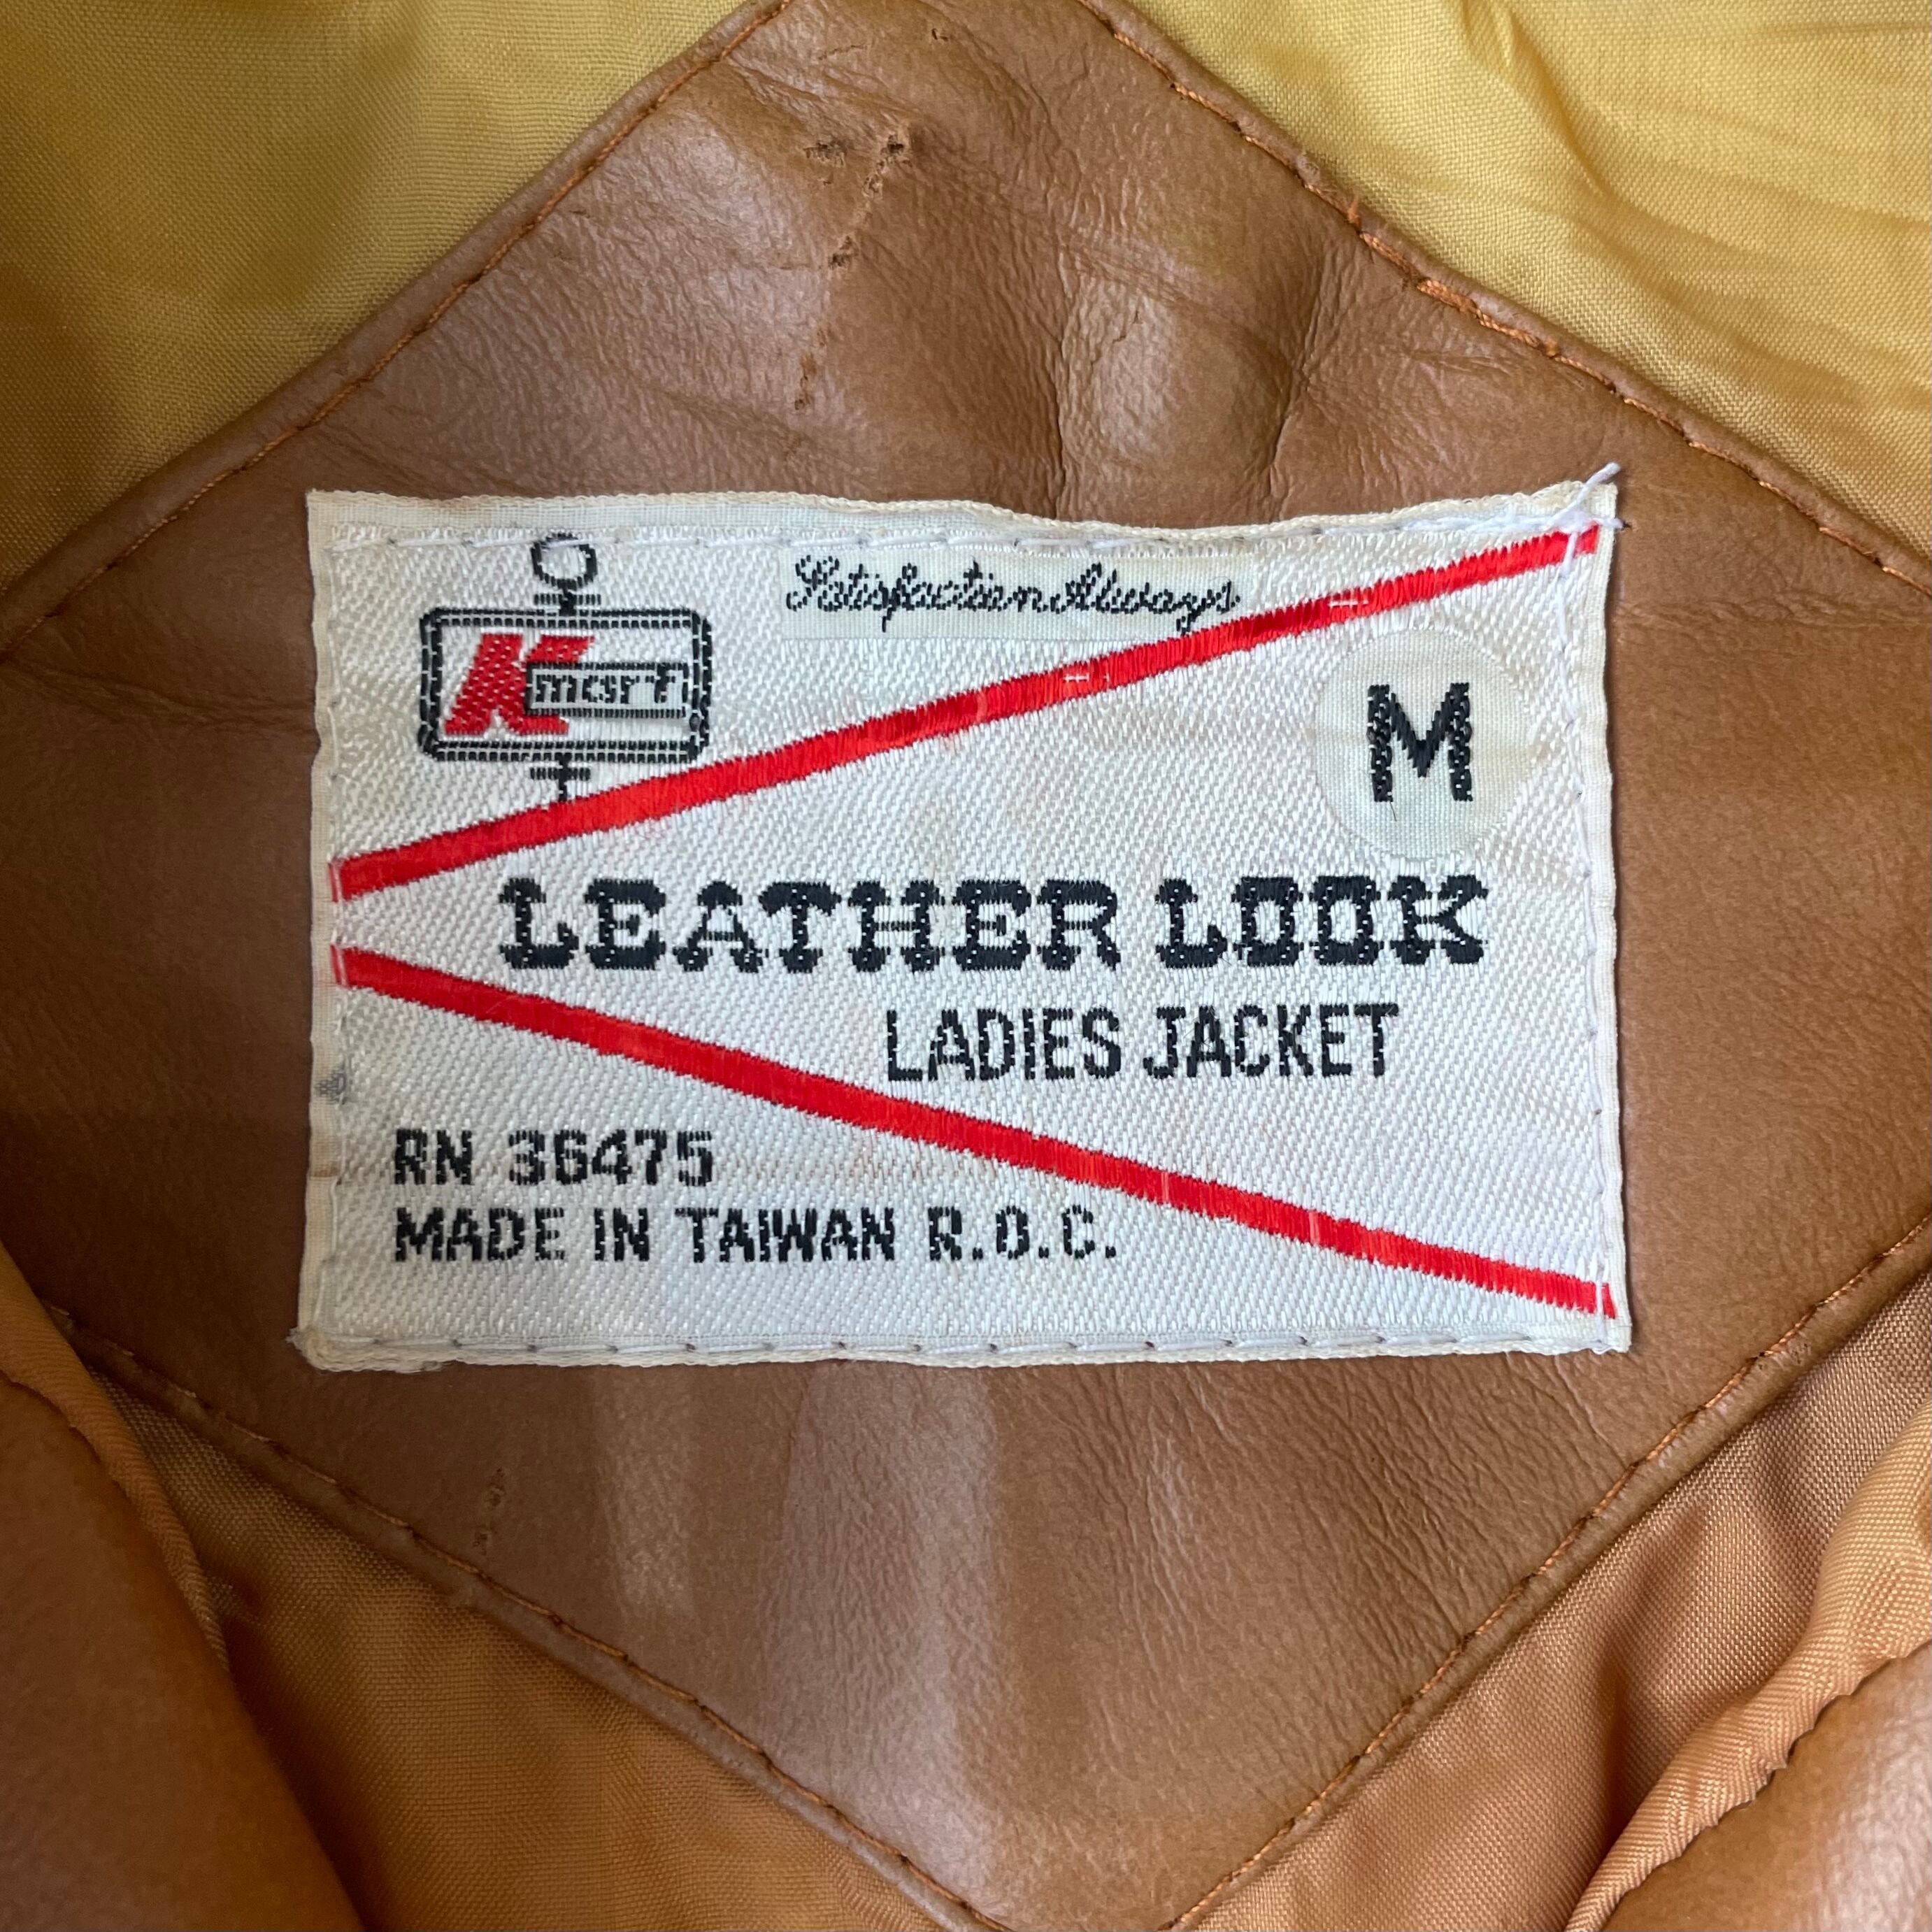 Satisfaction Always
Kmart
M
LEATHER LOOK
LADIES JACKET
RN 36475
MADE IN TAIWAN R.O.C.